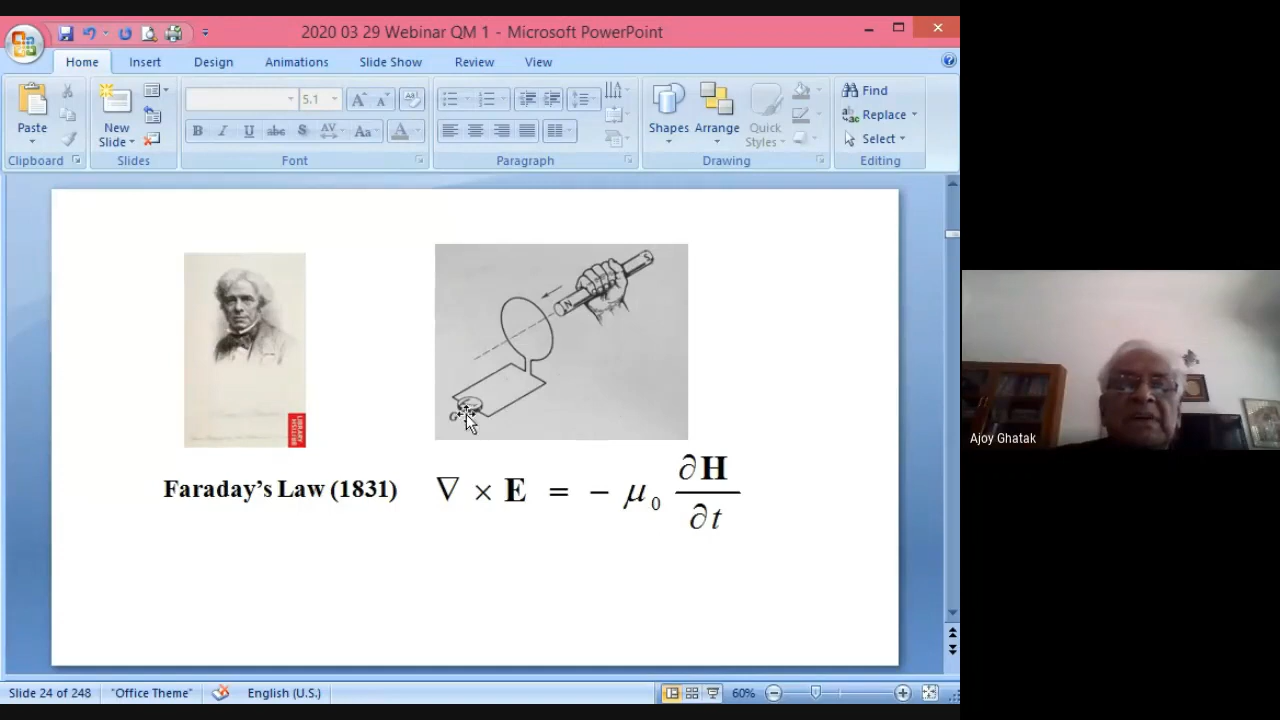 2020 03 29 Webinar QM 1 - Microsoft PowerPoint
Home Insert Design Animations Slide Show Review View
5.1
Paste
New Slide
Shapes Arrange Quick Styles
Find
Replace
Select
Clipboard Slides Font Paragraph Drawing Editing
N
S
G
Faraday's Law (1831) ∇ × E = − μ₀ ∂H/∂t
Ajoy Ghatak
Slide 24 of 248 "Office Theme" English (U.S.) 60%